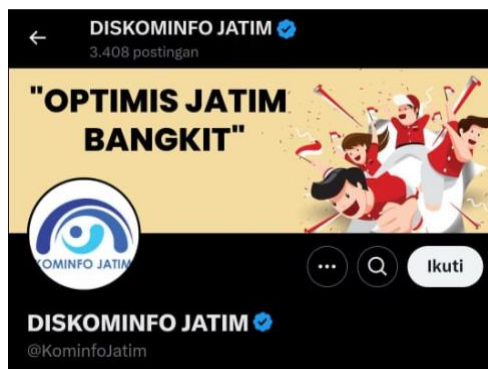 DISKOMINFO JATIM
3.408 postingan
"OPTIMIS JATIM
BANGKIT"
KOMINFO JATIM
Ikuti
DISKOMINFO JATIM
@KominfoJatim